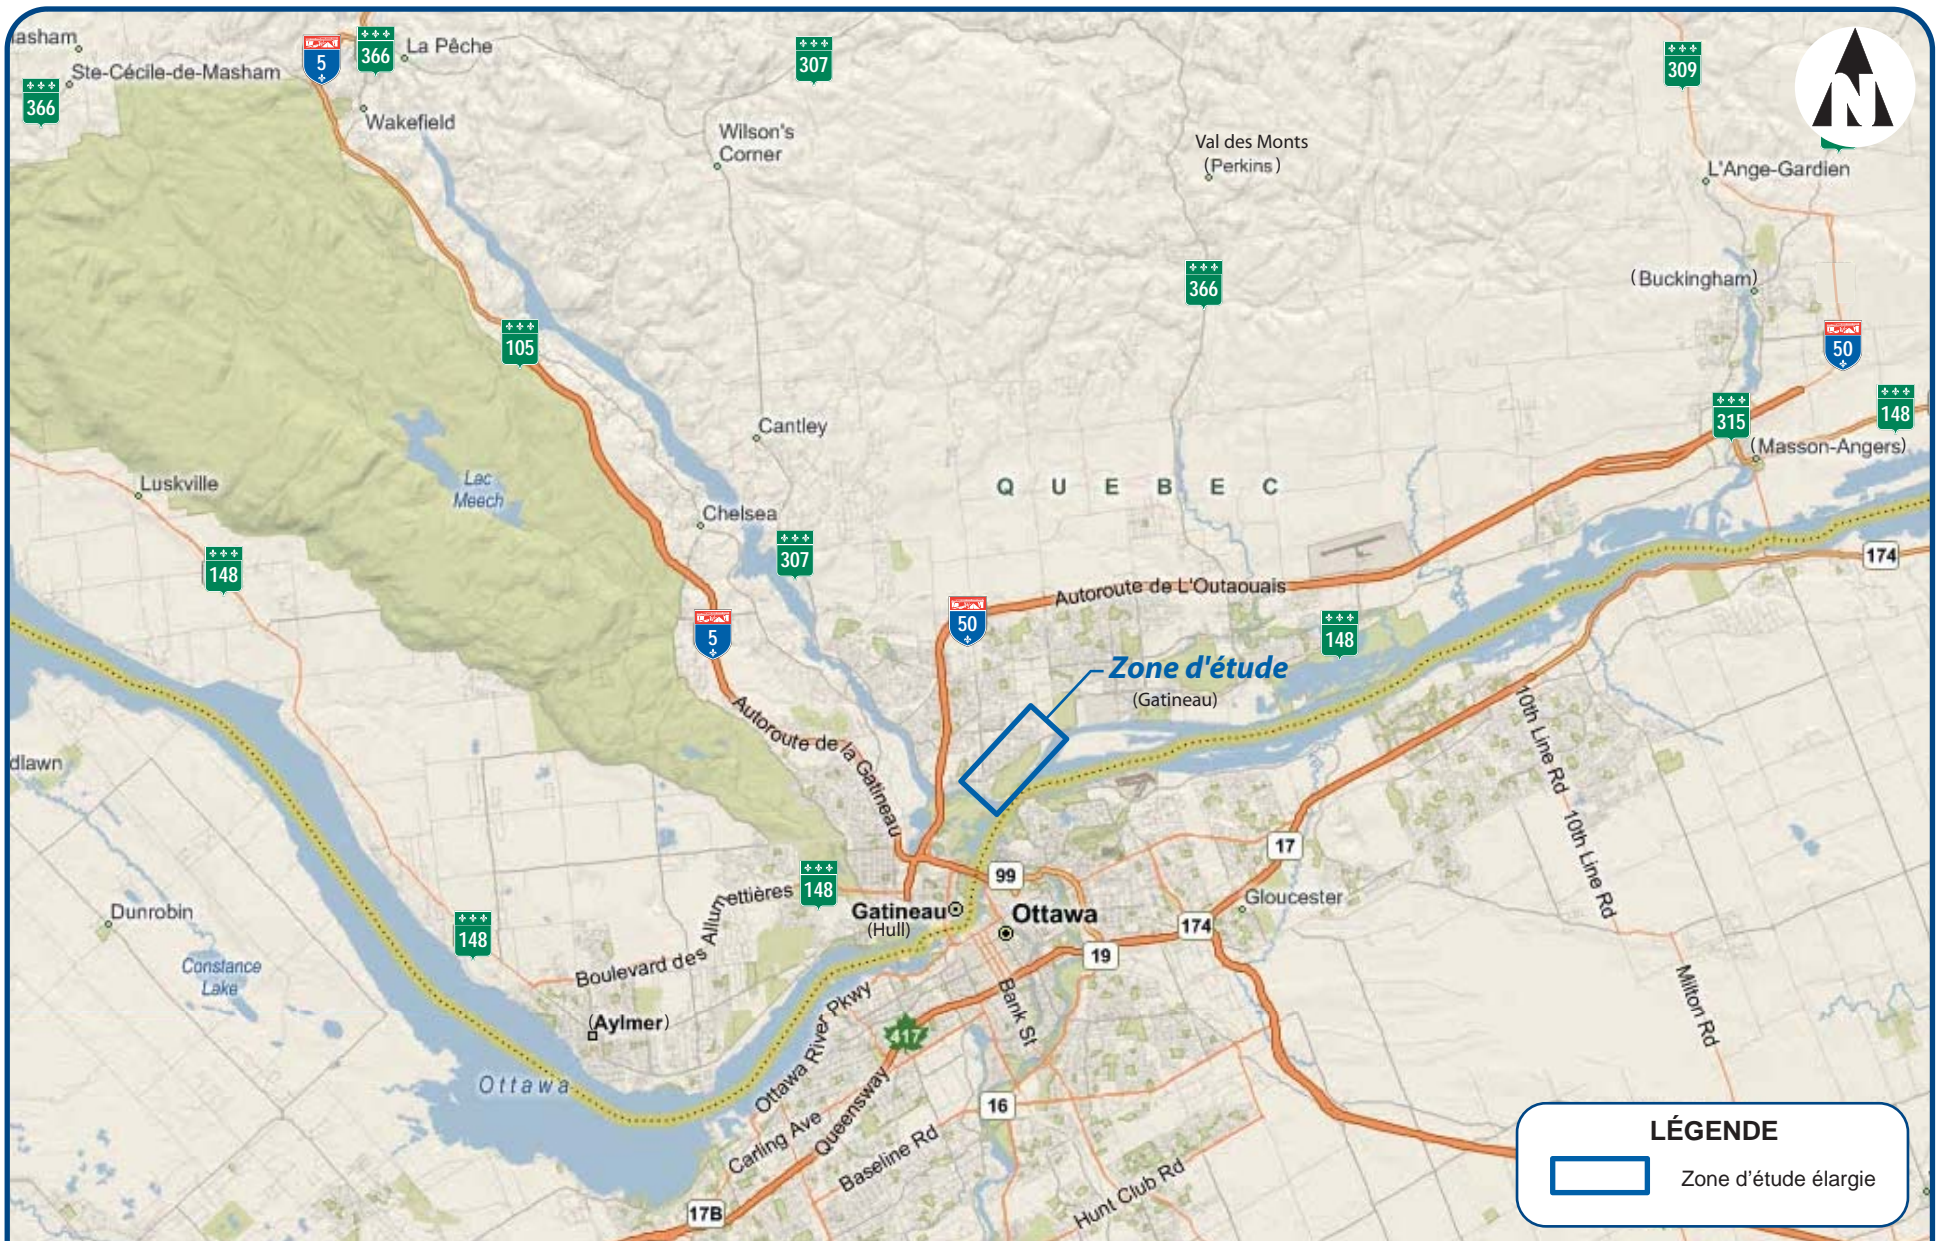 asham
Ste-Cécile-de-Masham
366
5
366
La Pêche
Wakefield
307
Wilson's
Corner
Val des Monts
(Perkins)
309
N
L'Ange-Gardien
366
(Buckingham)
50
105
315
148
(Masson-Angers)
Cantley
Lac
Meech
Luskville
Q U E B E C
Chelsea
307
148
174
Autoroute de L'Outaouais
5
50
148
Zone d'étude
(Gatineau)
Autoroute de la Gatineau
10th Line Rd
10th Line Rd
dlawn
17
99
148
Boulevard des Allumettières
Gatineau
(Hull)
Ottawa
Gloucester
174
19
Dunrobin
148
Constance
Lake
(Aylmer)
Ottawa
Ottawa River Pkwy
Bank St
417
Milton Rd
Carling Ave
Queensway
Baseline Rd
16
Hunt Club Rd
17B
LÉGENDE
Zone d'étude élargie